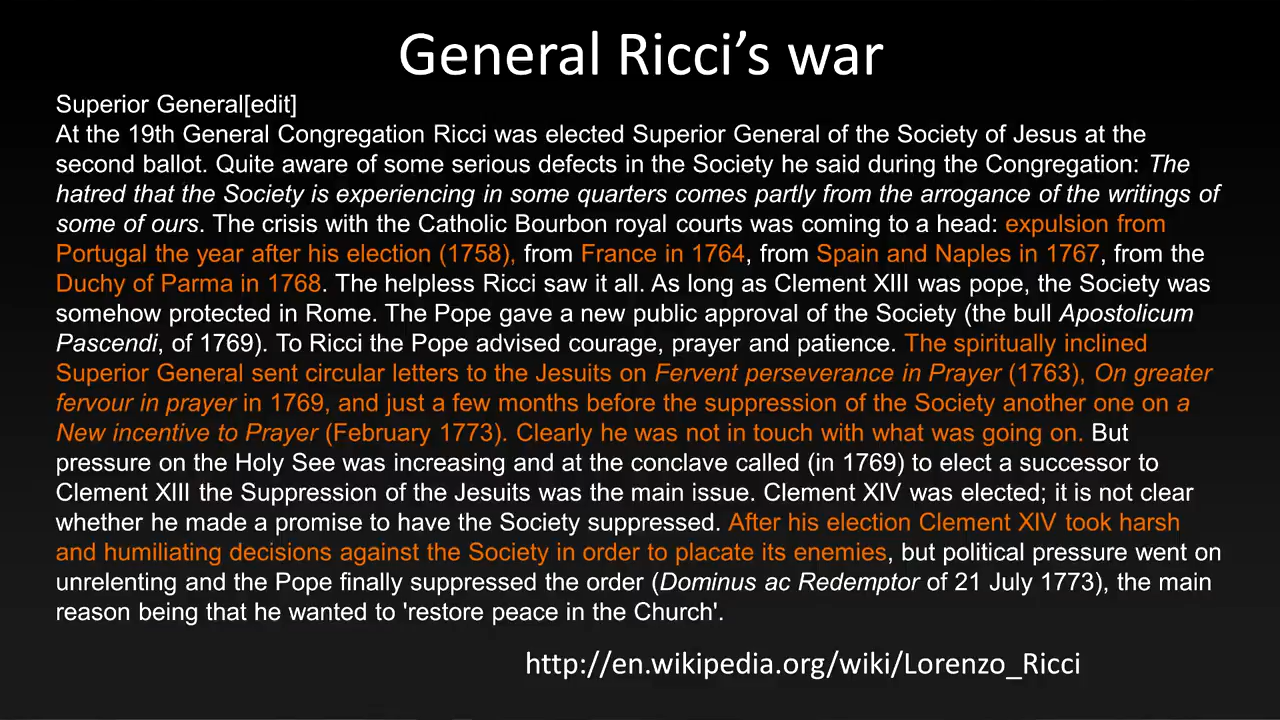 General Ricci’s war
Superior General[edit]
At the 19th General Congregation Ricci was elected Superior General of the Society of Jesus at the
second ballot. Quite aware of some serious defects in the Society he said during the Congregation: The
hatred that the Society is experiencing in some quarters comes partly from the arrogance of the writings of
some of ours. The crisis with the Catholic Bourbon royal courts was coming to a head: expulsion from
Portugal the year after his election (1758), from France in 1764, from Spain and Naples in 1767, from the
Duchy of Parma in 1768. The helpless Ricci saw it all. As long as Clement XIII was pope, the Society was
somehow protected in Rome. The Pope gave a new public approval of the Society (the bull Apostolicum
Pascendi, of 1769). To Ricci the Pope advised courage, prayer and patience. The spiritually inclined
Superior General sent circular letters to the Jesuits on Fervent perseverance in Prayer (1763), On greater
fervour in prayer in 1769, and just a few months before the suppression of the Society another one on a
New incentive to Prayer (February 1773). Clearly he was not in touch with what was going on. But
pressure on the Holy See was increasing and at the conclave called (in 1769) to elect a successor to
Clement XIII the Suppression of the Jesuits was the main issue. Clement XIV was elected; it is not clear
whether he made a promise to have the Society suppressed. After his election Clement XIV took harsh
and humiliating decisions against the Society in order to placate its enemies, but political pressure went on
unrelenting and the Pope finally suppressed the order (Dominus ac Redemptor of 21 July 1773), the main
reason being that he wanted to 'restore peace in the Church'.
http://en.wikipedia.org/wiki/Lorenzo_Ricci